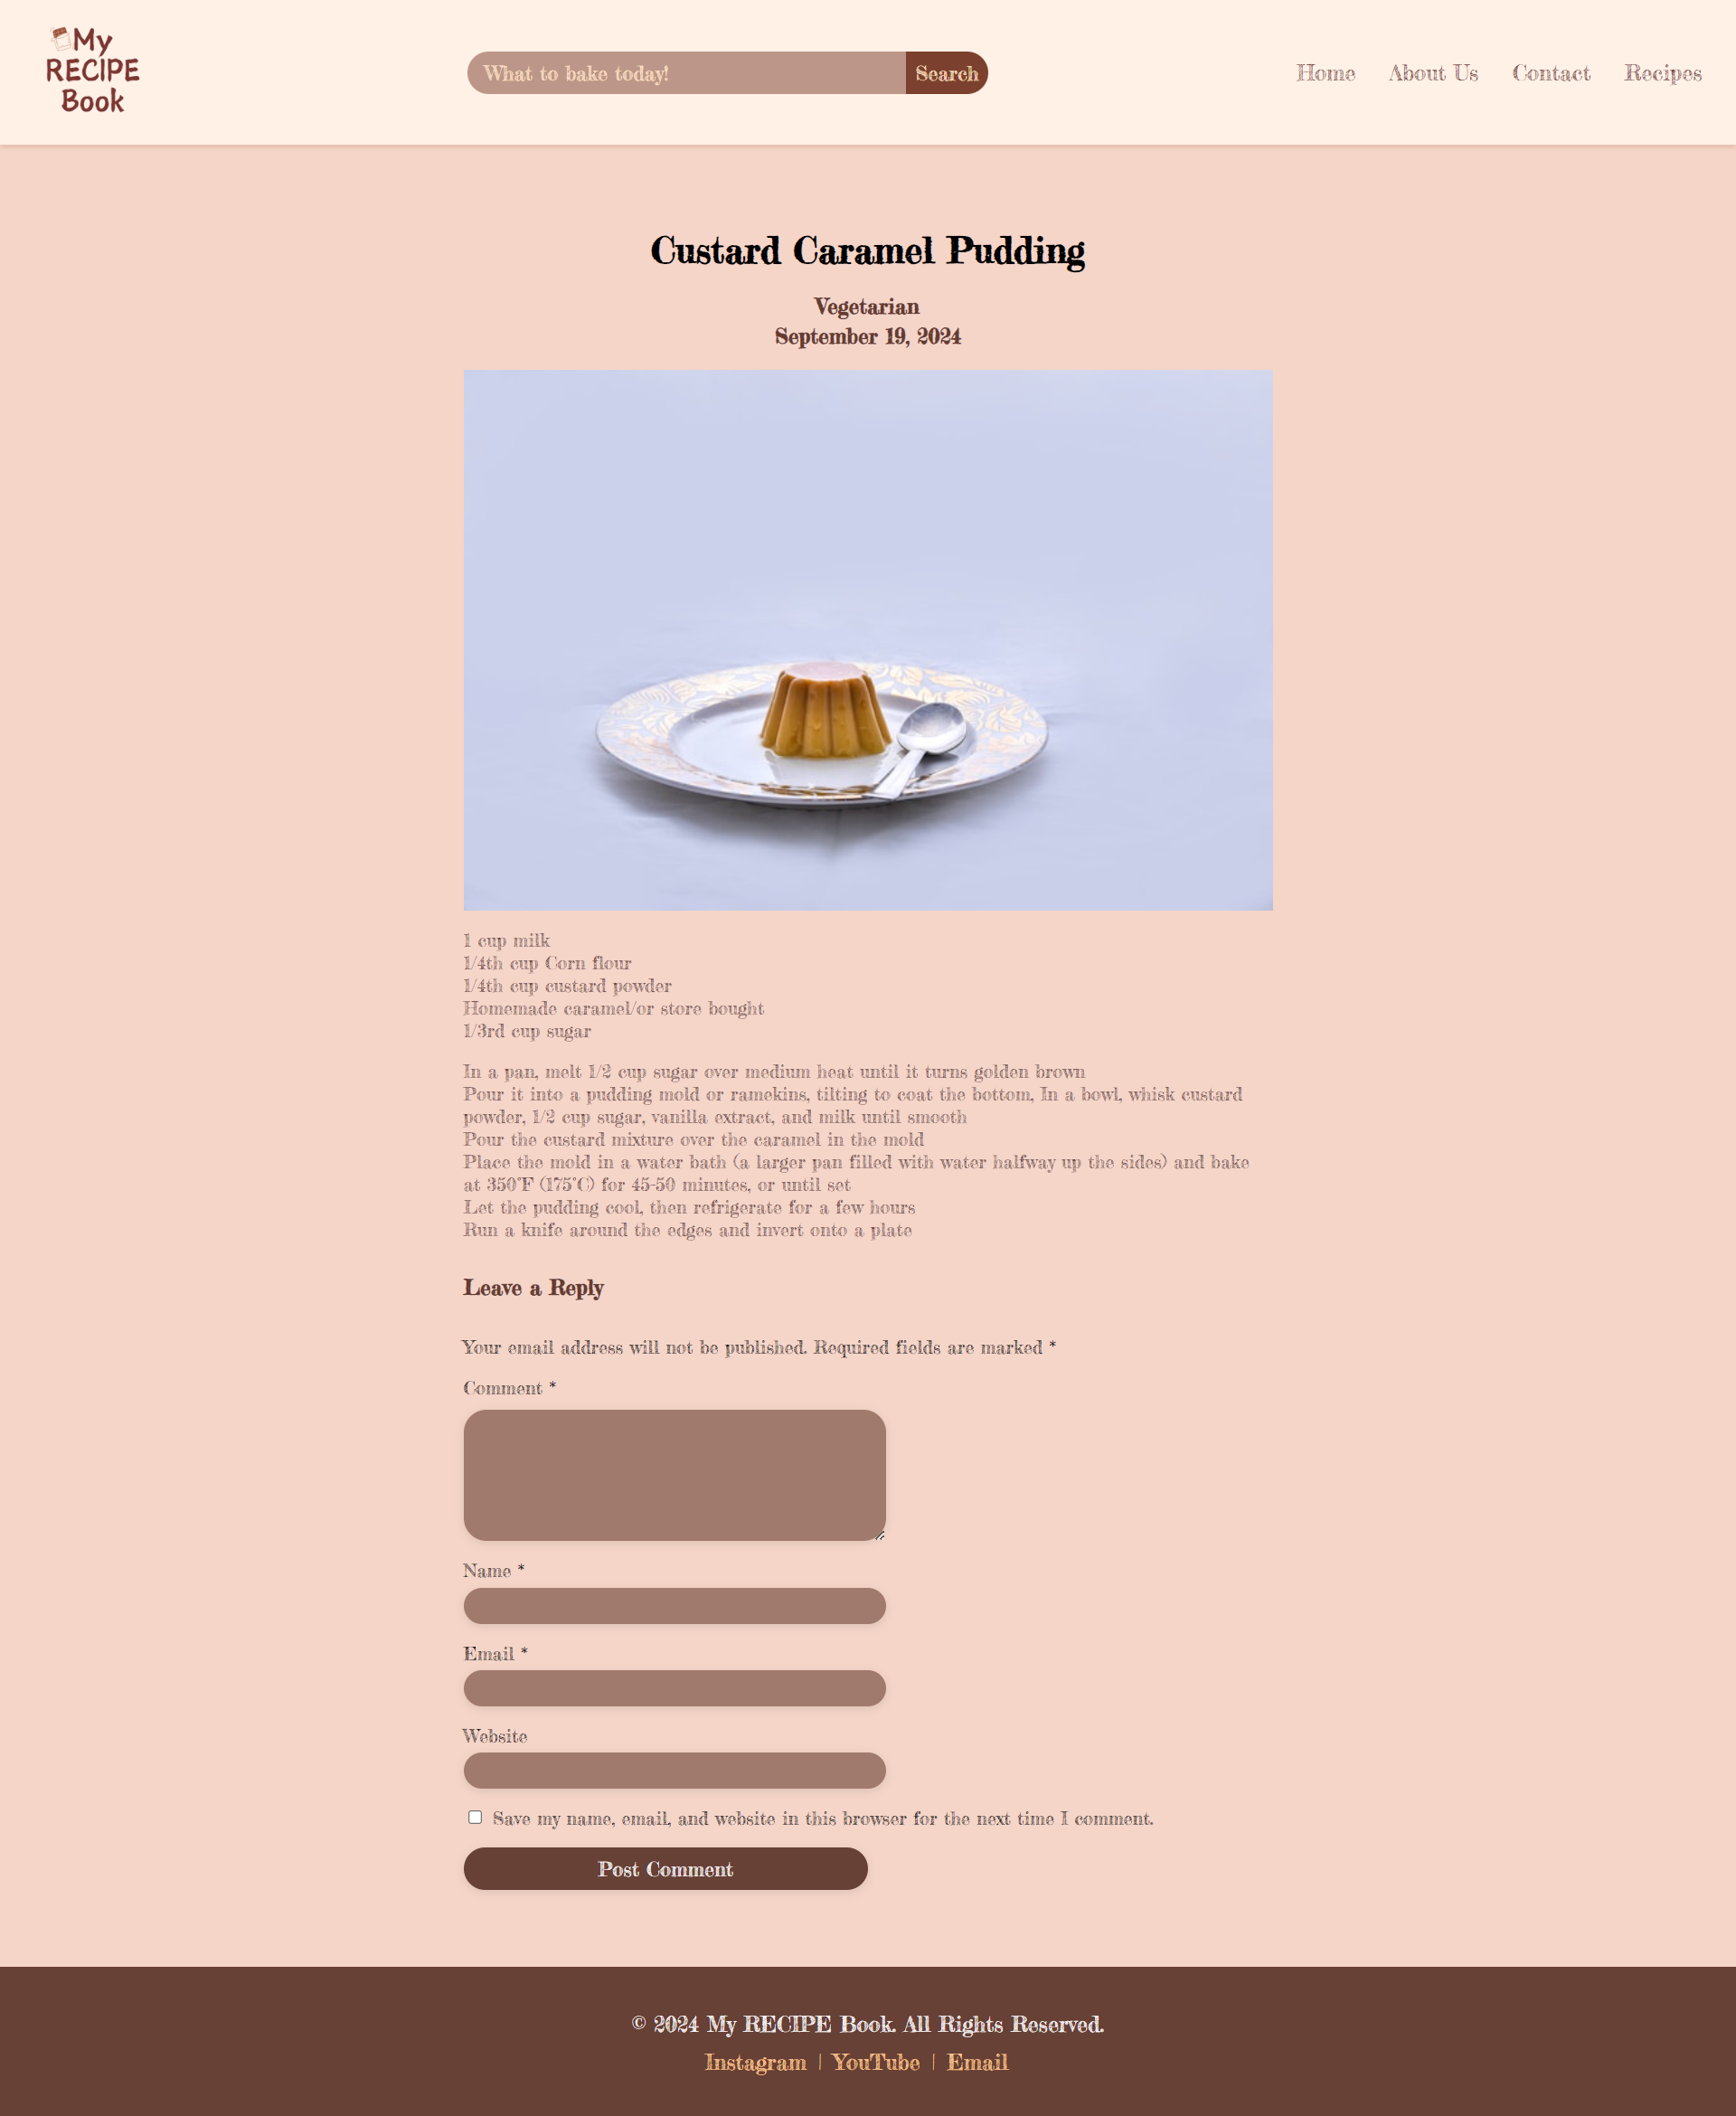 My
RECIPE
Book
What to bake today!
Search
Home
About Us
Contact
Recipes
Custard Caramel Pudding
Vegetarian
September 19, 2024
1 cup milk
1/4th cup Corn flour
1/4th cup custard powder
Homemade caramel/or store bought
1/3rd cup sugar
In a pan, melt 1/2 cup sugar over medium heat until it turns golden brown
Pour it into a pudding mold or ramekins, tilting to coat the bottom, In a bowl, whisk custard
powder, 1/2 cup sugar, vanilla extract, and milk until smooth
Pour the custard mixture over the caramel in the mold
Place the mold in a water bath (a larger pan filled with water halfway up the sides) and bake
at 350°F (175°C) for 45-50 minutes, or until set
Let the pudding cool, then refrigerate for a few hours
Run a knife around the edges and invert onto a plate
Leave a Reply
Your email address will not be published. Required fields are marked *
Comment *
Name *
Email *
Website
Save my name, email, and website in this browser for the next time I comment.
Post Comment
© 2024 My RECIPE Book. All Rights Reserved.
Instagram | YouTube | Email